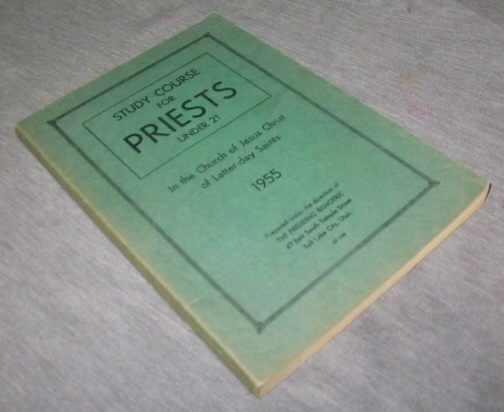 STUDY COURSE
FOR
PRIESTS
UNDER 21
In the Church of Jesus Christ
of Latter-day Saints
1955
Prepared under the direction of
THE PRESIDING BISHOPRIC
47 East South Temple Street
Salt Lake City, Utah